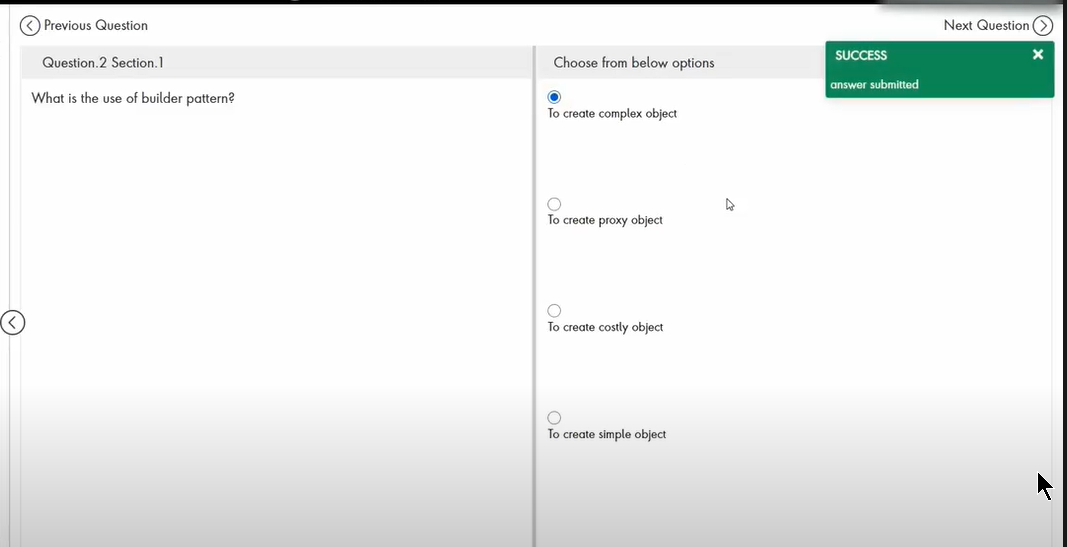 Previous Question
Next Question
Question.2 Section.1
Choose from below options
SUCCESS
answer submitted
What is the use of builder pattern?
To create complex object
To create proxy object
To create costly object
To create simple object